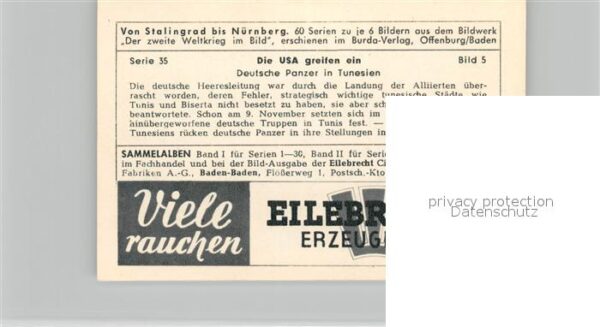 Von Stalingrad bis Nürnberg. 60 Serien zu je 6 Bildern aus dem Bildwerk
„Der zweite Weltkrieg im Bild", erschienen im Burda-Verlag, Offenburg/Baden
Serie 35 Die USA greifen ein Bild 5
Deutsche Panzer in Tunesien
Die deutsche Heeresleitung war durch die Landung der Alliierten über-
rascht worden, deren Fehler, strategisch wichtige tunesische Städte wie
Tunis und Biserta nicht besetzt zu haben, sie aber sch
beantwortete. Schon am 9. November setzten sich im
hinübergeworfene deutsche Truppen in Tunis fest. —
Tunesiens rücken deutsche Panzer in ihre Stellungen
SAMMELALBEN Band I für Serien 1—30, Band II für Seri
im Fachhandel und bei der Bild-Ausgabe der Eilebrecht Ci
Fabriken A.-G., Baden-Baden, Flößerweg 1, Postsch.-Kto
Viele
rauchen
EILEBR
ERZEUG
privacy protection
Datenschutz